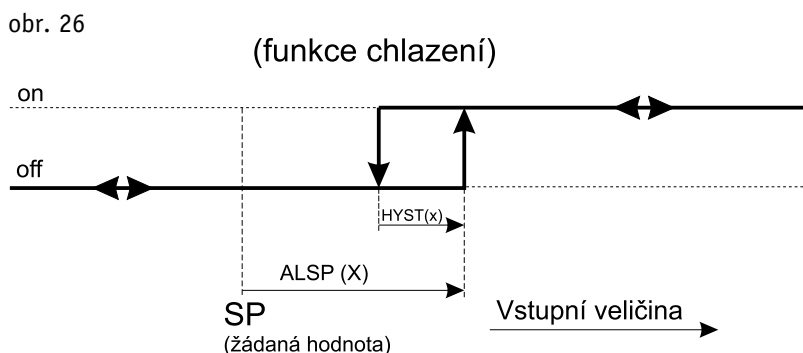 obr. 26
(funkce chlazení)
on
off
HYST(x)
ALSP (X)
SP
(žádaná hodnota)
Vstupní veličina